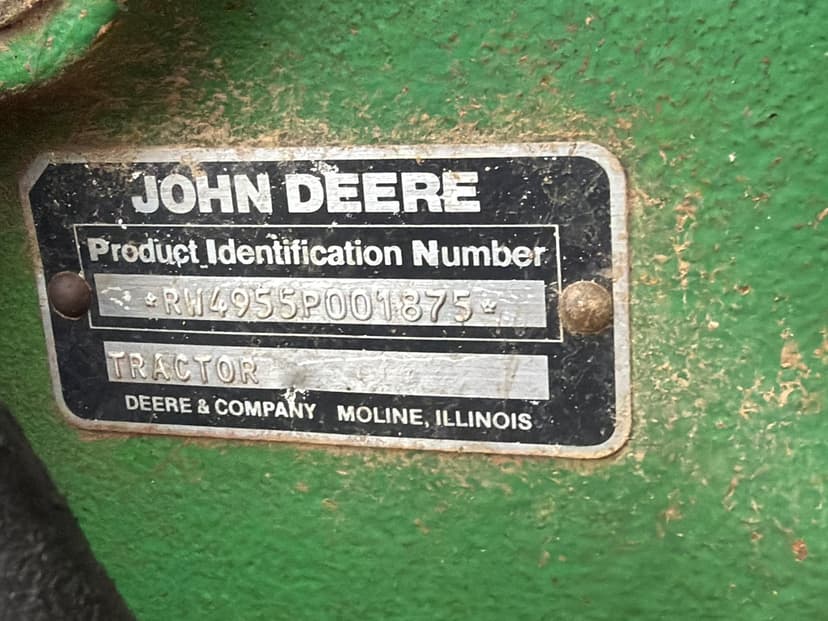 JOHN DEERE
Product Identification Number
*RW4955P001875*
TRACTOR
DEERE & COMPANY MOLINE, ILLINOIS